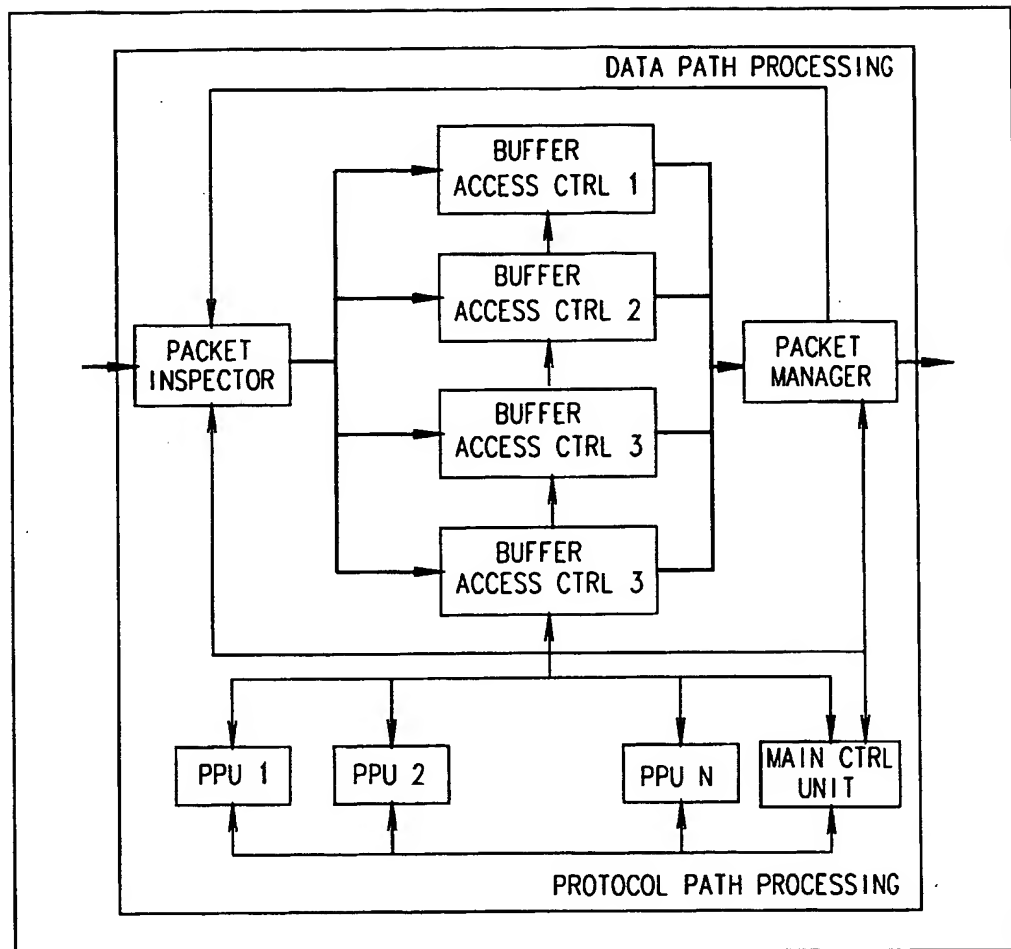 DATA PATH PROCESSING
BUFFER
ACCESS CTRL 1
BUFFER
ACCESS CTRL 2
PACKET
INSPECTOR
PACKET
MANAGER
BUFFER
ACCESS CTRL 3
BUFFER
ACCESS CTRL 3
PPU 1
PPU 2
PPU N
MAIN CTRL
UNIT
PROTOCOL PATH PROCESSING